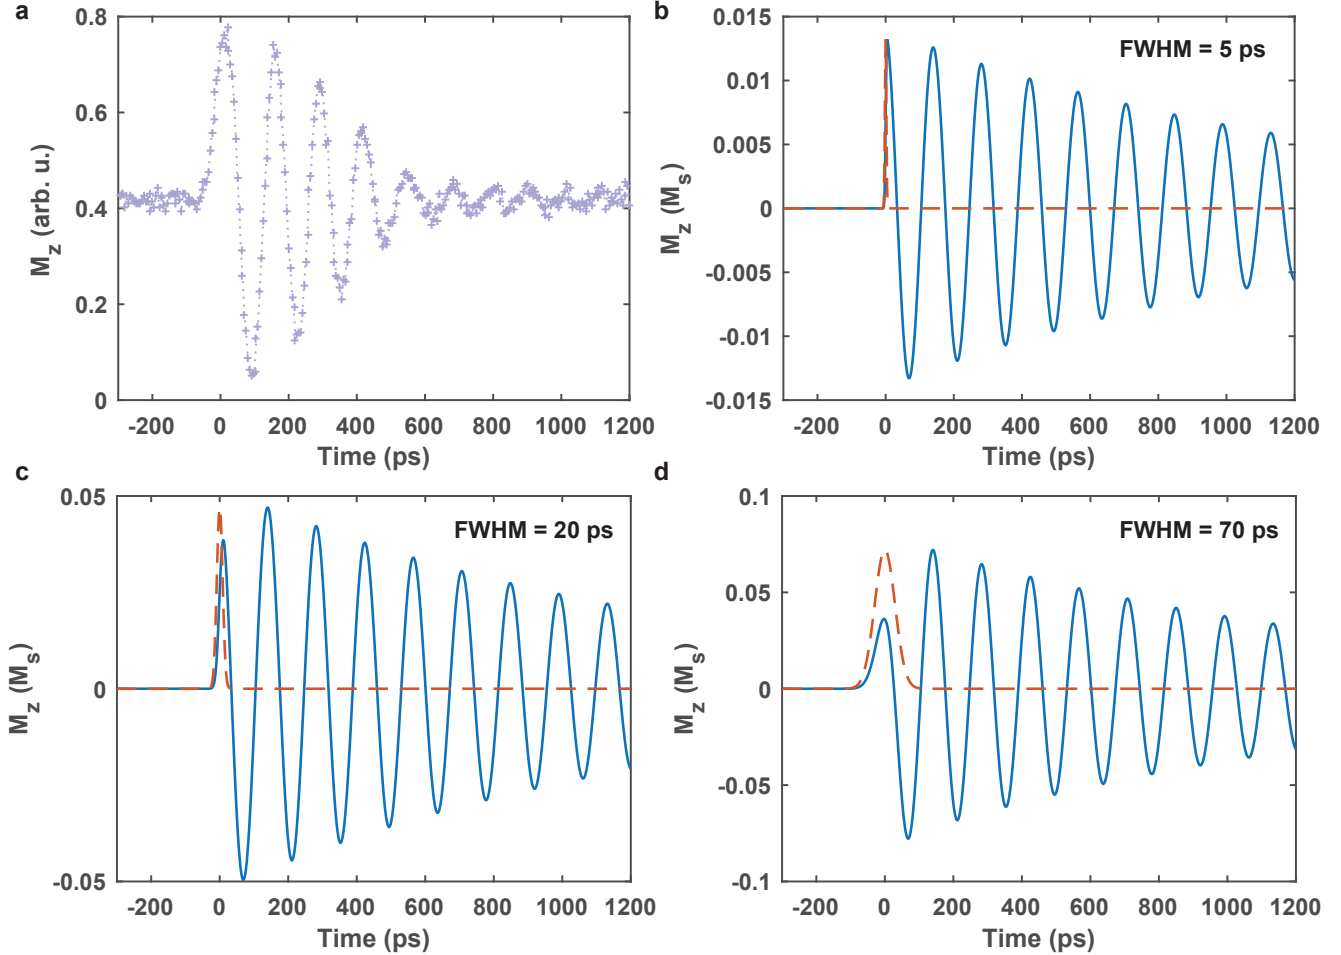 a
0.8
0.6
0.4
0.2
0
M_z (arb. u.)
-200 0 200 400 600 800 1000 1200
Time (ps)
b
0.015
0.01
0.005
0
-0.005
-0.01
-0.015
M_z (M_s)
FWHM = 5 ps
-200 0 200 400 600 800 1000 1200
Time (ps)
c
0.05
0
-0.05
M_z (M_s)
FWHM = 20 ps
-200 0 200 400 600 800 1000 1200
Time (ps)
d
0.1
0.05
0
-0.05
-0.1
M_z (M_s)
FWHM = 70 ps
-200 0 200 400 600 800 1000 1200
Time (ps)